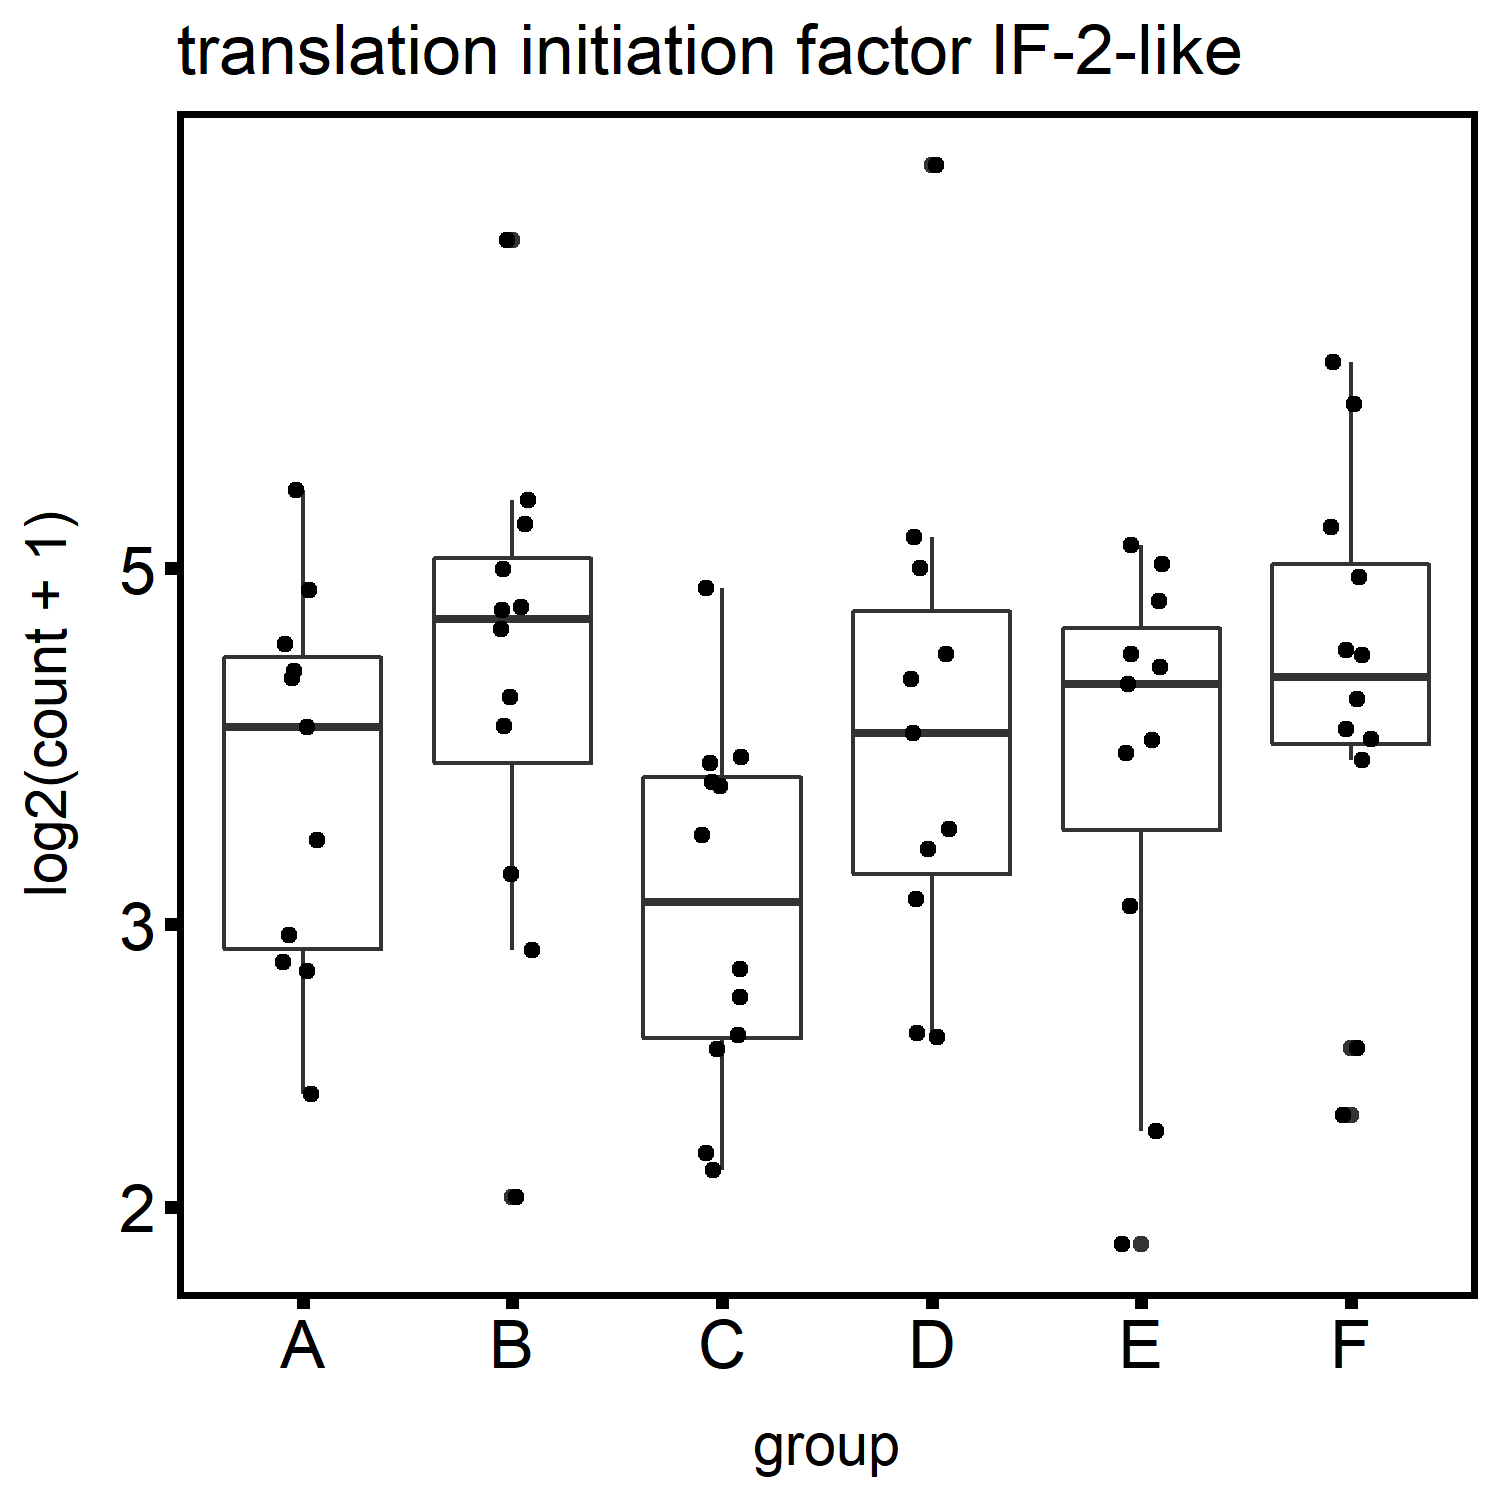 translation initiation factor IF-2-like
log2(count + 1)
5
3
2
A B C D E F
group